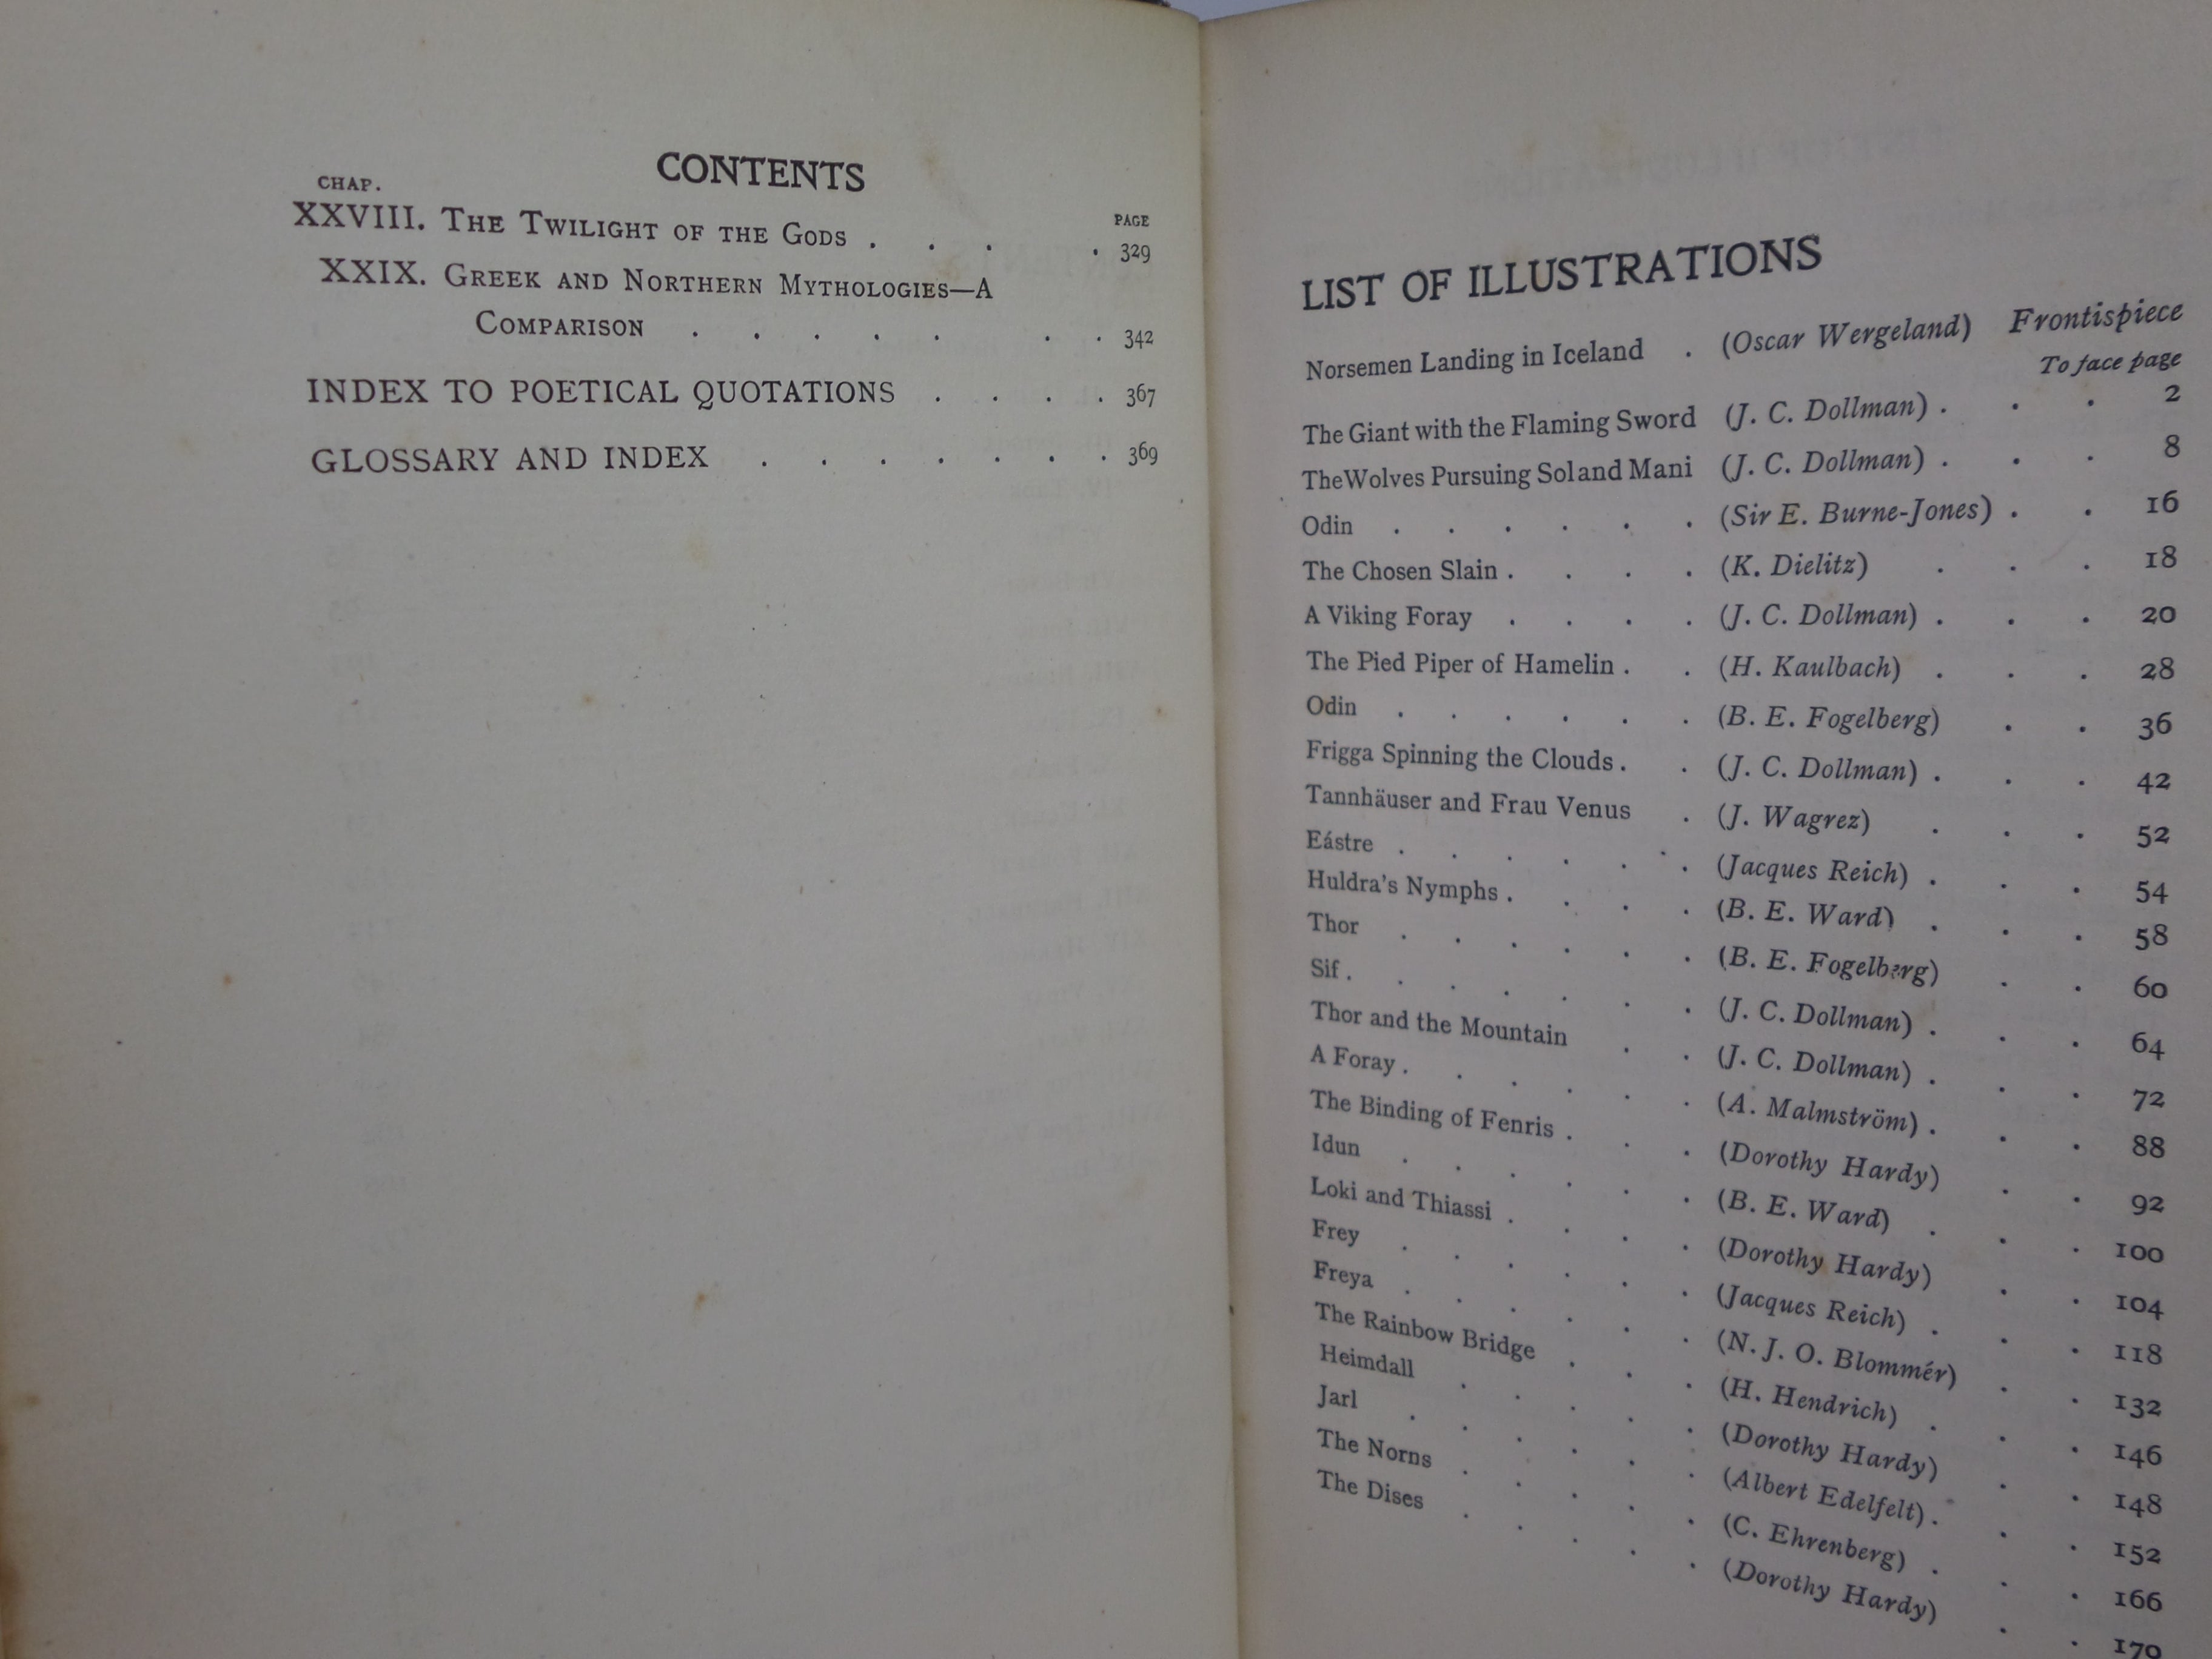 CONTENTS
CHAP.
PAGE
XXVIII. THE TWILIGHT OF THE GODS . . . . 329
XXIX. GREEK AND NORTHERN MYTHOLOGIES—A
COMPARISON . . . . . . . 342
INDEX TO POETICAL QUOTATIONS . . . . 367
GLOSSARY AND INDEX . . . . . . . 369
LIST OF ILLUSTRATIONS
Norsemen Landing in Iceland . (Oscar Wergeland) Frontispiece
To face page
The Giant with the Flaming Sword (J. C. Dollman) . . . 2
The Wolves Pursuing Sol and Mani (J. C. Dollman) . . . 8
Odin . . . . . . (Sir E. Burne-Jones) . . 16
The Chosen Slain . . . . (K. Dielitz) . . . 18
A Viking Foray . . . . (J. C. Dollman) . . . 20
The Pied Piper of Hamelin . . (H. Kaulbach) . . . 28
Odin . . . . . . (B. E. Fogelberg) . . 36
Frigga Spinning the Clouds . . (J. C. Dollman) . . . 42
Tannhäuser and Frau Venus . (J. Wagrez) . . . 52
Eástre . . . . . . (Jacques Reich) . . . 54
Huldra's Nymphs . . . . (B. E. Ward) . . . 58
Thor . . . . . . (B. E. Fogelberg) . . 60
Sif . . . . . . . (J. C. Dollman) . . . 64
Thor and the Mountain . . (J. C. Dollman) . . . 72
A Foray . . . . . . (A. Malmström) . . . 88
The Binding of Fenris . . . (Dorothy Hardy) . . 92
Idun . . . . . . (B. E. Ward) . . . 100
Loki and Thiassi . . . . (Dorothy Hardy) . . 104
Frey . . . . . . (Jacques Reich) . . . 118
Freya . . . . . . (N. J. O. Blommér) . . 132
The Rainbow Bridge . . . (H. Hendrich) . . . 146
Heimdall . . . . . (Dorothy Hardy) . . 148
Jarl . . . . . . (Albert Edelfelt) . . . 152
The Norns . . . . . (C. Ehrenberg) . . . 166
The Dises . . . . . (Dorothy Hardy) . . 170